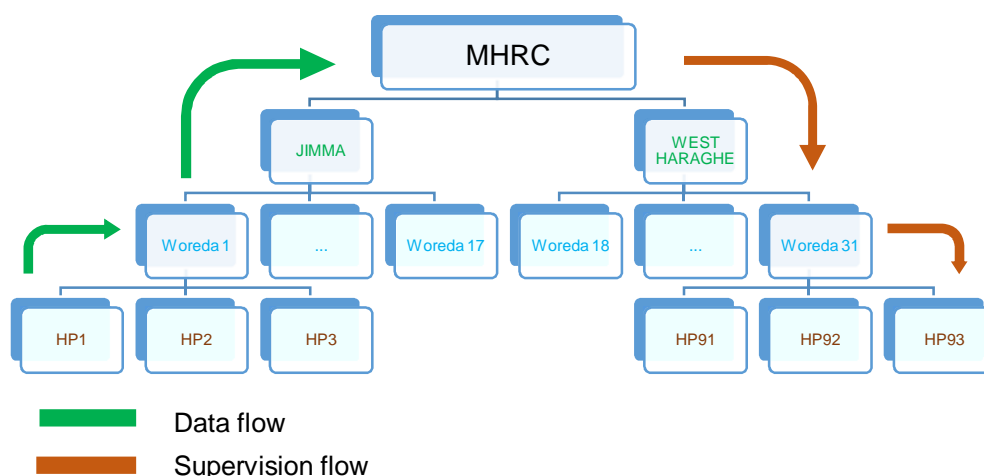 MHRC
JIMMA
WEST
HARAGHE
Woreda 1
...
Woreda 17
Woreda 18
...
Woreda 31
HP1
HP2
HP3
HP91
HP92
HP93
Data flow
Supervision flow